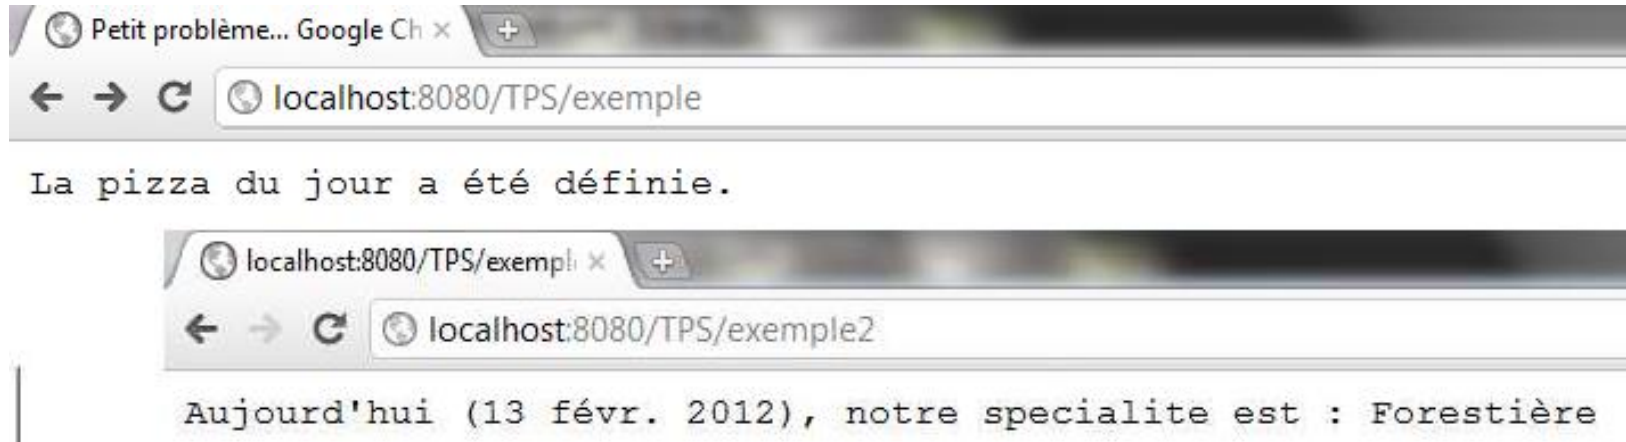 Petit problème... Google Ch
localhost:8080/TPS/exemple
La pizza du jour a été définie.
localhost:8080/TPS/exempl
localhost:8080/TPS/exemple2
Aujourd'hui (13 févr. 2012), notre specialite est : Forestière